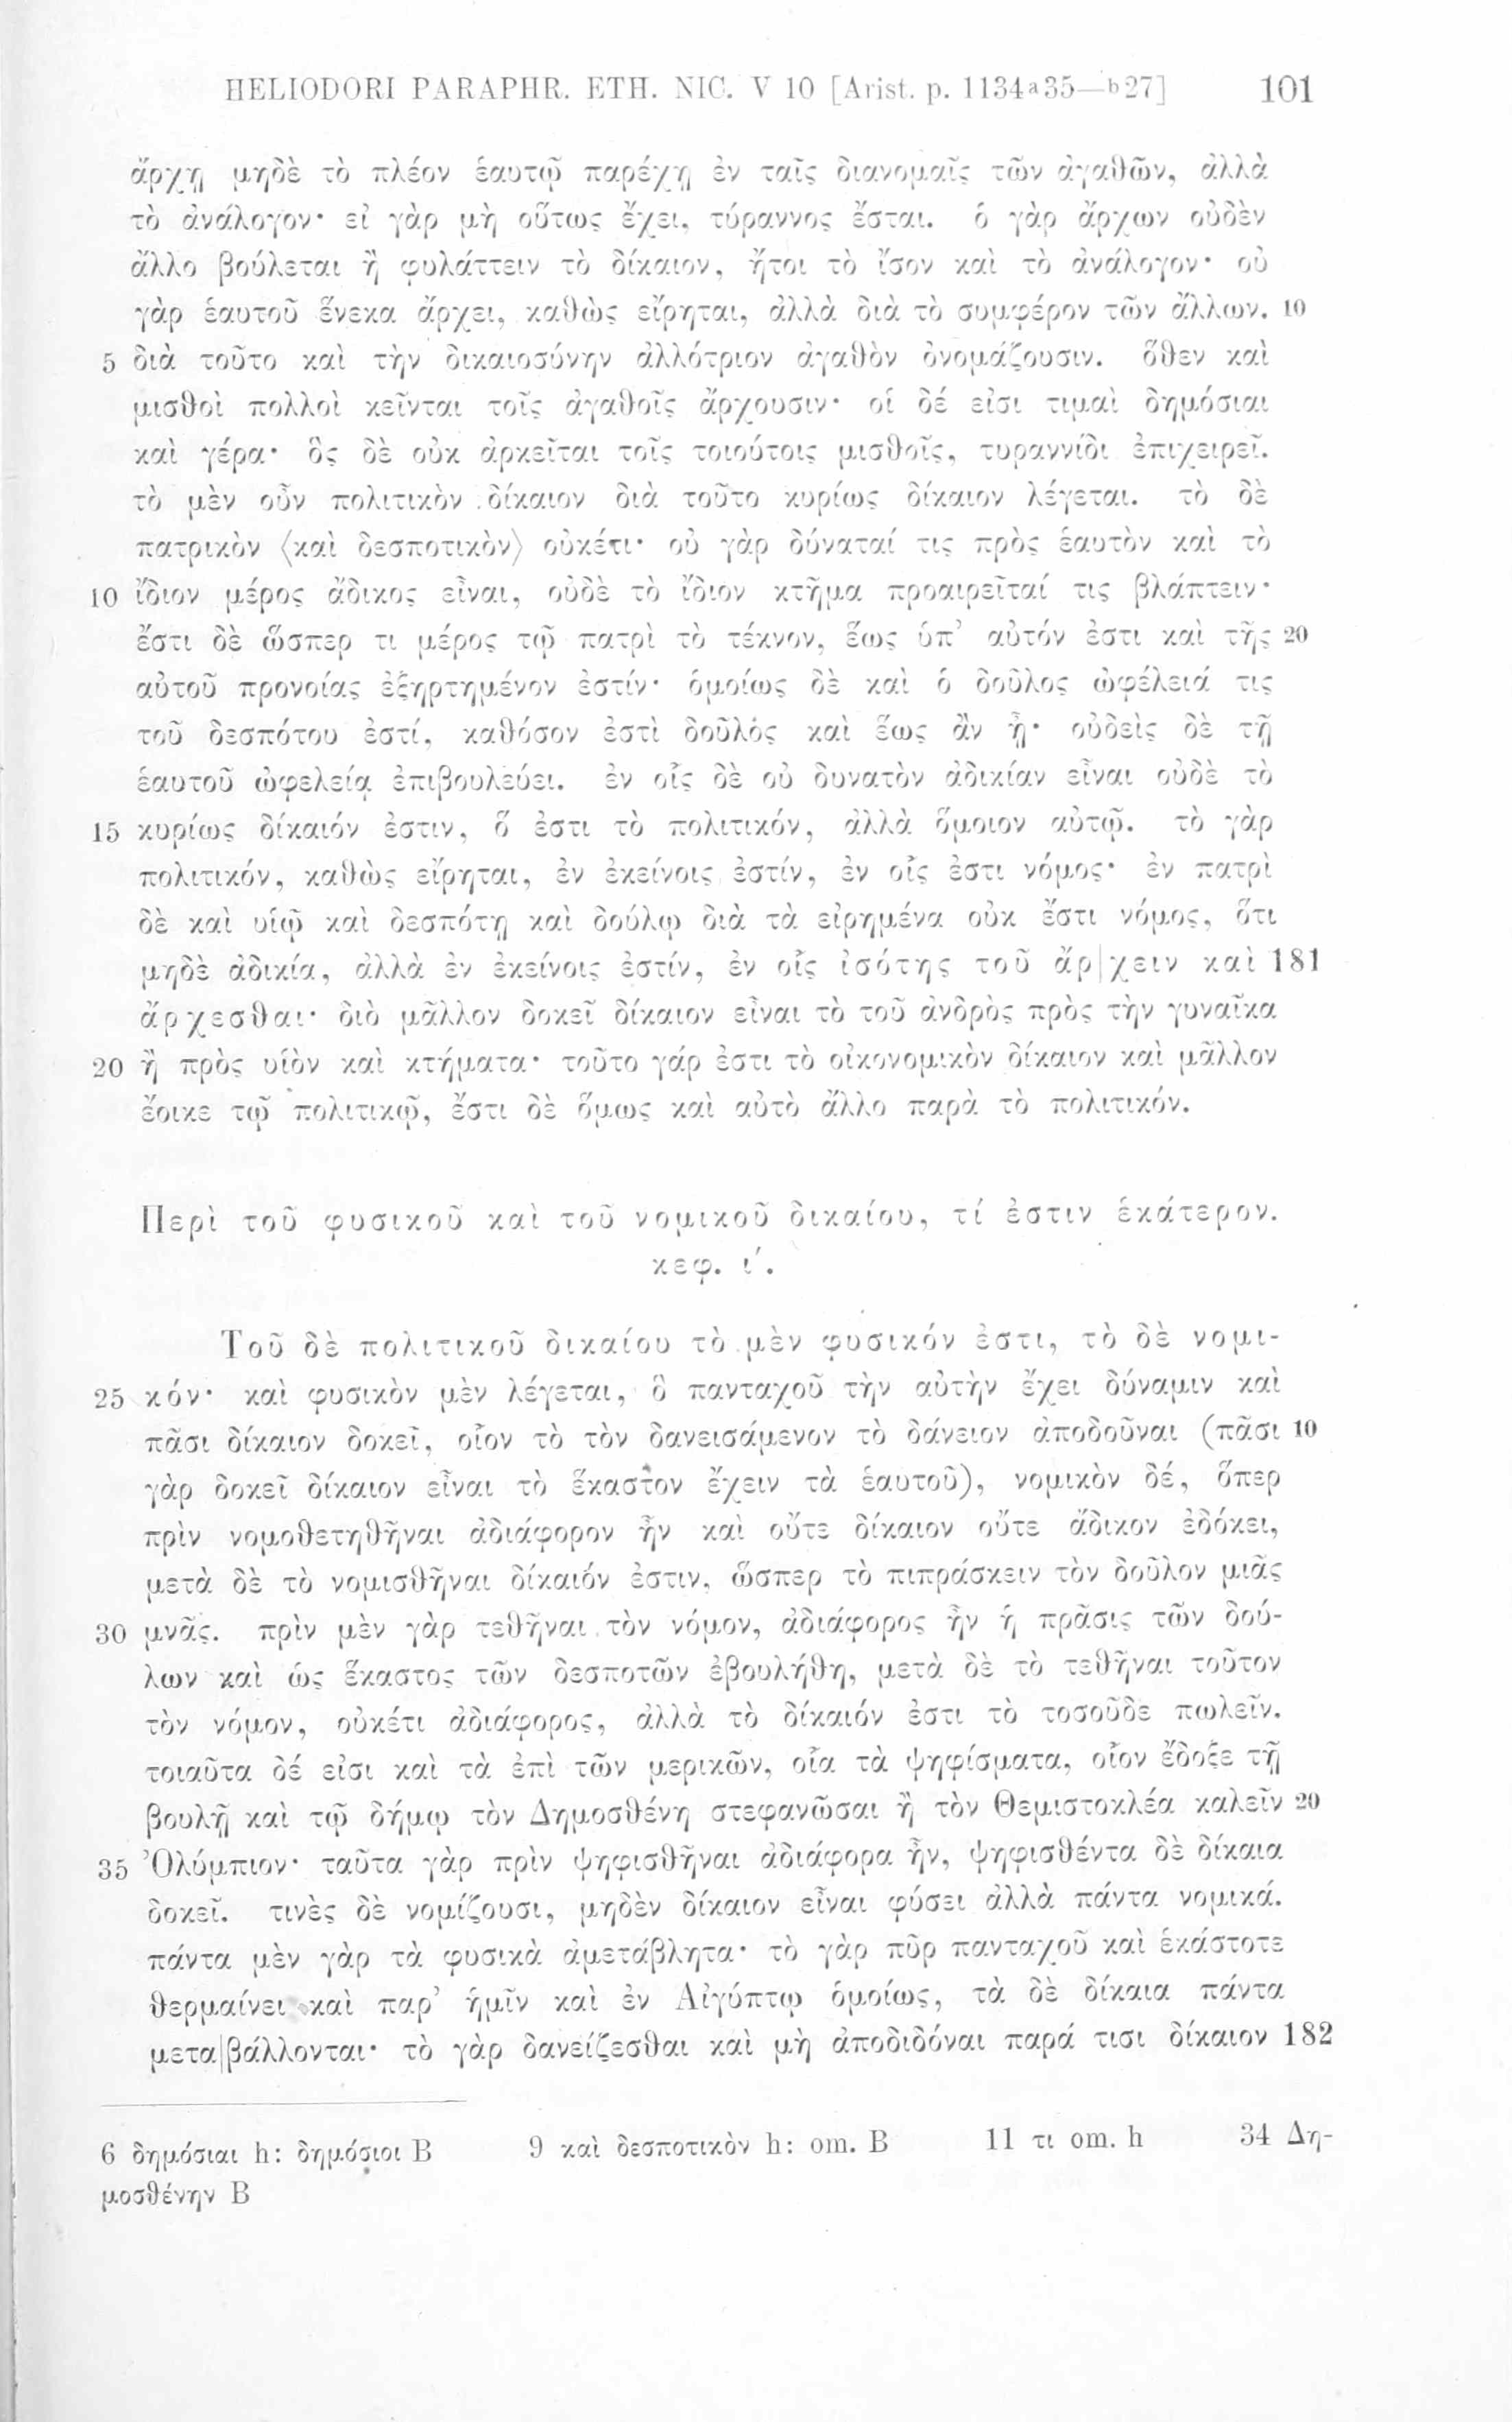 HELIODORI PARAPHR. ETH. NIC. V 10 [Arist. p. 1134a35—b27] 101
ἄρχῃ μηδὲ τὸ πλέον ἑαυτῷ παρέχῃ ἐν ταῖς διανομαῖς τῶν ἀγαθῶν, ἀλλὰ
τὸ ἀνάλογον· εἰ γὰρ μὴ οὕτως ἔχει, τύραννος ἔσται. ὁ γὰρ ἄρχων οὐδὲν
ἄλλο βούλεται ἢ φυλάττειν τὸ δίκαιον, ἤτοι τὸ ἴσον καὶ τὸ ἀνάλογον· οὐ
γὰρ ἑαυτοῦ ἕνεκα ἄρχει, καθὼς εἴρηται, ἀλλὰ διὰ τὸ συμφέρον τῶν ἄλλων. 10
5 διὰ τοῦτο καὶ τὴν δικαιοσύνην ἀλλότριον ἀγαθὸν ὀνομάζουσιν. ὅθεν καὶ
μισθοὶ πολλοὶ κεῖνται τοῖς ἀγαθοῖς ἄρχουσιν· οἱ δέ εἰσι τιμαὶ δημόσιαι
καὶ γέρα· ὃς δὲ οὐκ ἀρκεῖται τοῖς τοιούτοις μισθοῖς, τυραννίδι ἐπιχειρεῖ.
τὸ μὲν οὖν πολιτικὸν δίκαιον διὰ τοῦτο κυρίως δίκαιον λέγεται. τὸ δὲ
πατρικὸν ⟨καὶ δεσποτικὸν⟩ οὐκέτι· οὐ γὰρ δύναταί τις πρὸς ἑαυτὸν καὶ τὸ
10 ἴδιον μέρος ἄδικος εἶναι, οὐδὲ τὸ ἴδιον κτῆμα προαιρεῖταί τις βλάπτειν·
ἔστι δὲ ὥσπερ τι μέρος τῷ πατρὶ τὸ τέκνον, ἕως ὑπ’ αὐτόν ἐστι καὶ τῆς 20
αὐτοῦ προνοίας ἐξηρτημένον ἐστίν· ὁμοίως δὲ καὶ ὁ δοῦλος ὠφέλειά τις
τοῦ δεσπότου ἐστί, καθόσον ἐστὶ δοῦλός καὶ ἕως ἂν ᾖ· οὐδεὶς δὲ τῇ
ἑαυτοῦ ὠφελείᾳ ἐπιβουλεύει. ἐν οἷς δὲ οὐ δυνατὸν ἀδικίαν εἶναι οὐδὲ τὸ
15 κυρίως δίκαιόν ἐστιν, ὅ ἐστι τὸ πολιτικόν, ἀλλὰ ὅμοιον αὐτῷ. τὸ γὰρ
πολιτικόν, καθὼς εἴρηται, ἐν ἐκείνοις ἐστίν, ἐν οἷς ἐστι νόμος· ἐν πατρὶ
δὲ καὶ υἱῷ καὶ δεσπότῃ καὶ δούλῳ διὰ τὰ εἰρημένα οὐκ ἔστι νόμος, ὅτι
μηδὲ ἀδικία, ἀλλὰ ἐν ἐκείνοις ἐστίν, ἐν οἷς ἰσότης τοῦ ἄρ|χειν καὶ 181
ἄρχεσθαι· διὸ μᾶλλον δοκεῖ δίκαιον εἶναι τὸ τοῦ ἀνδρὸς πρὸς τὴν γυναῖκα
20 ἢ πρὸς υἱὸν καὶ κτήματα· τοῦτο γάρ ἐστι τὸ οἰκονομικὸν δίκαιον καὶ μᾶλλον
ἔοικε τῷ πολιτικῷ, ἔστι δὲ ὅμως καὶ αὐτὸ ἄλλο παρὰ τὸ πολιτικόν.
Περὶ τοῦ φυσικοῦ καὶ τοῦ νομικοῦ δικαίου, τί ἐστιν ἑκάτερον.
κεφ. ι΄.
Τοῦ δὲ πολιτικοῦ δικαίου τὸ μὲν φυσικόν ἐστι, τὸ δὲ νομι-
25 κόν· καὶ φυσικὸν μὲν λέγεται, ὃ πανταχοῦ τὴν αὐτὴν ἔχει δύναμιν καὶ
πᾶσι δίκαιον δοκεῖ, οἷον τὸ τὸν δανεισάμενον τὸ δάνειον ἀποδοῦναι (πᾶσι 10
γὰρ δοκεῖ δίκαιον εἶναι τὸ ἕκαστον ἔχειν τὰ ἑαυτοῦ), νομικὸν δέ, ὅπερ
πρὶν νομοθετηθῆναι ἀδιάφορον ἦν καὶ οὔτε δίκαιον οὔτε ἄδικον ἐδόκει,
μετὰ δὲ τὸ νομισθῆναι δίκαιόν ἐστιν, ὥσπερ τὸ πιπράσκειν τὸν δοῦλον μιᾶς
30 μνᾶς. πρὶν μὲν γὰρ τεθῆναι τὸν νόμον, ἀδιάφορος ἦν ἡ πρᾶσις τῶν δού-
λων καὶ ὡς ἕκαστος τῶν δεσποτῶν ἐβουλήθη, μετὰ δὲ τὸ τεθῆναι τοῦτον
τὸν νόμον, οὐκέτι ἀδιάφορος, ἀλλὰ τὸ δίκαιόν ἐστι τὸ τοσοῦδε πωλεῖν.
τοιαῦτα δέ εἰσι καὶ τὰ ἐπὶ τῶν μερικῶν, οἷα τὰ ψηφίσματα, οἷον ἔδοξε τῇ
βουλῇ καὶ τῷ δήμῳ τὸν Δημοσθένη στεφανῶσαι ἢ τὸν Θεμιστοκλέα καλεῖν 20
35 Ὀλύμπιον· ταῦτα γὰρ πρὶν ψηφισθῆναι ἀδιάφορα ἦν, ψηφισθέντα δὲ δίκαια
δοκεῖ. τινὲς δὲ νομίζουσι, μηδὲν δίκαιον εἶναι φύσει ἀλλὰ πάντα νομικά.
πάντα μὲν γὰρ τὰ φυσικὰ ἀμετάβλητα· τὸ γὰρ πῦρ πανταχοῦ καὶ ἑκάστοτε
θερμαίνει καὶ παρ’ ἡμῖν καὶ ἐν Αἰγύπτῳ ὁμοίως, τὰ δὲ δίκαια πάντα
μετα|βάλλονται· τὸ γὰρ δανείζεσθαι καὶ μὴ ἀποδιδόναι παρά τισι δίκαιον 182
6 δημόσιαι h: δημόσιοι B 9 καὶ δεσποτικὸν h: om. B 11 τι om. h 34 Δη-
μοσθένην B